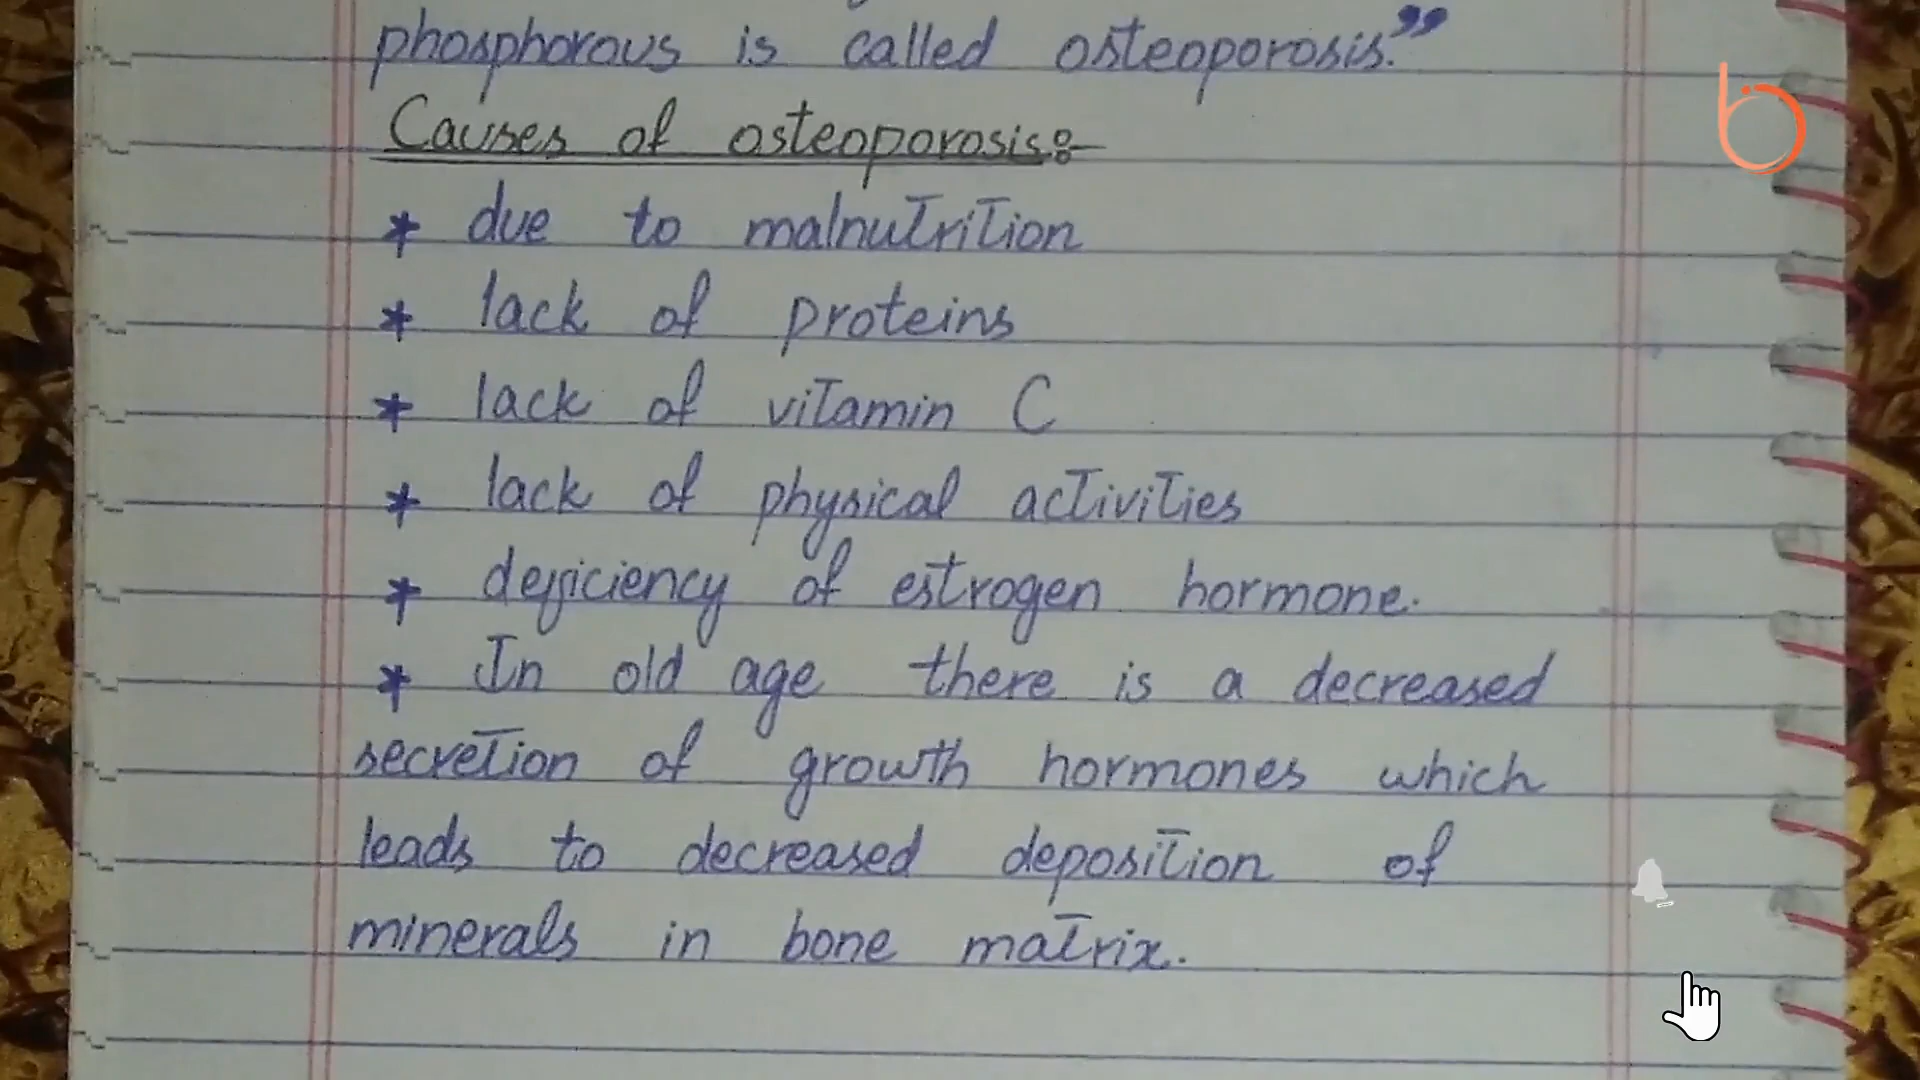 phosphorous is called osteoporosis.”
Causes of osteoporosis:-
* due to malnutrition
* lack of proteins
* lack of vitamin C
* lack of physical activities
* deficiency of estrogen hormone.
* In old age there is a decreased
secretion of growth hormones which
leads to decreased deposition of
minerals in bone matrix.